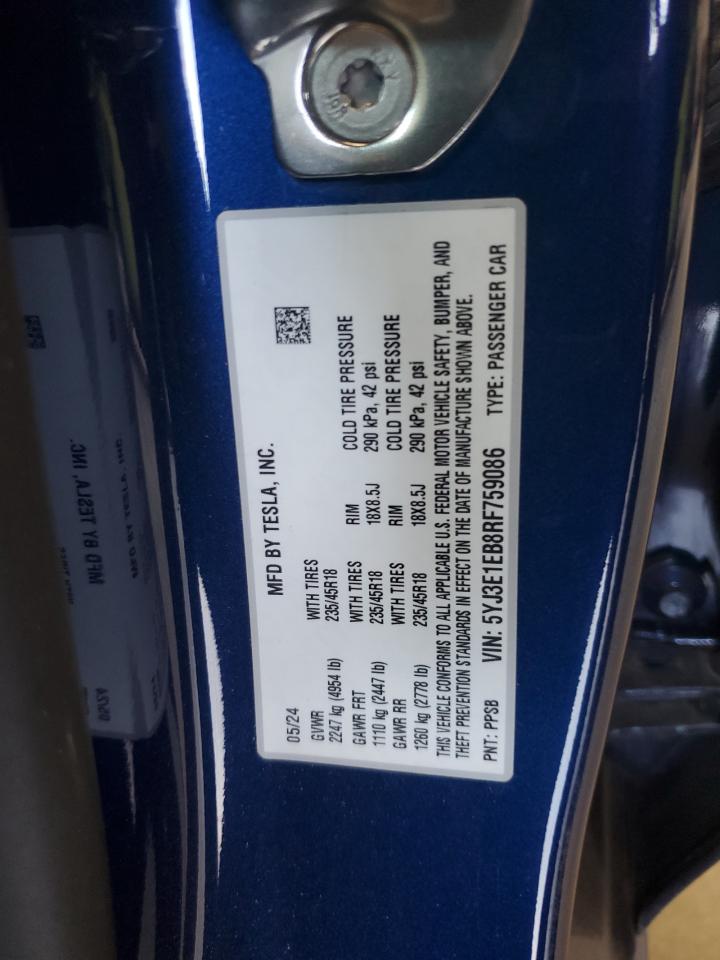 MFD BY TESLA, INC.
05/24
GVWR
2247 kg (4954 lb)
WITH TIRES
235/45R18
GAWR FRT
1110 kg (2447 lb)
WITH TIRES
235/45R18
RIM
18X8.5J
COLD TIRE PRESSURE
290 kPa, 42 psi
GAWR RR
1260 kg (2778 lb)
WITH TIRES
235/45R18
RIM
18X8.5J
COLD TIRE PRESSURE
290 kPa, 42 psi
THIS VEHICLE CONFORMS TO ALL APPLICABLE U.S. FEDERAL MOTOR VEHICLE SAFETY, BUMPER, AND
THEFT PREVENTION STANDARDS IN EFFECT ON THE DATE OF MANUFACTURE SHOWN ABOVE.
PNT: PPSB VIN: 5YJ3E1EB8RF759086 TYPE: PASSENGER CAR